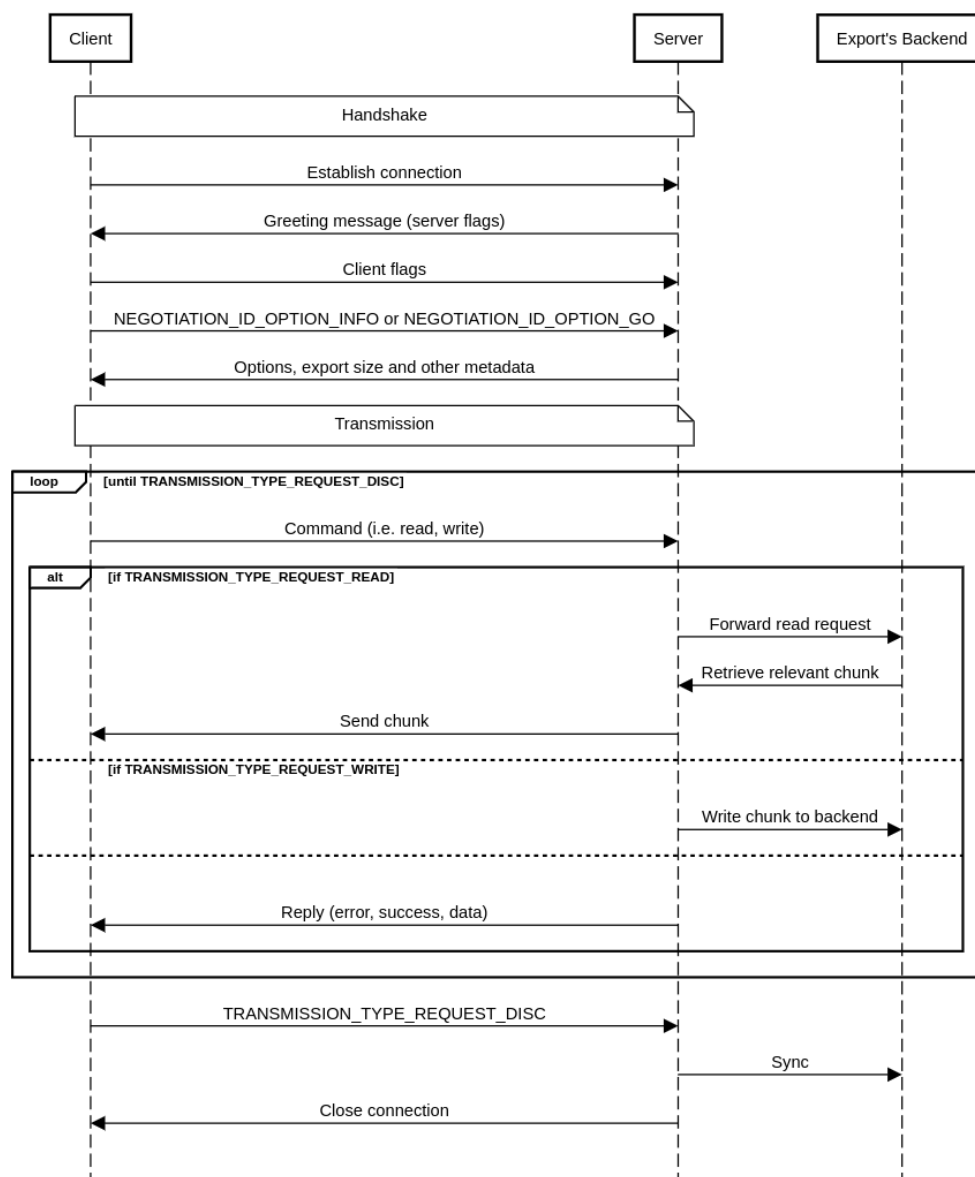 Client
Server
Export's Backend
Handshake
Establish connection
Greeting message (server flags)
Client flags
NEGOTIATION_ID_OPTION_INFO or NEGOTIATION_ID_OPTION_GO
Options, export size and other metadata
Transmission
loop
[until TRANSMISSION_TYPE_REQUEST_DISC]
Command (i.e. read, write)
alt
[if TRANSMISSION_TYPE_REQUEST_READ]
Forward read request
Retrieve relevant chunk
Send chunk
[if TRANSMISSION_TYPE_REQUEST_WRITE]
Write chunk to backend
Reply (error, success, data)
TRANSMISSION_TYPE_REQUEST_DISC
Sync
Close connection